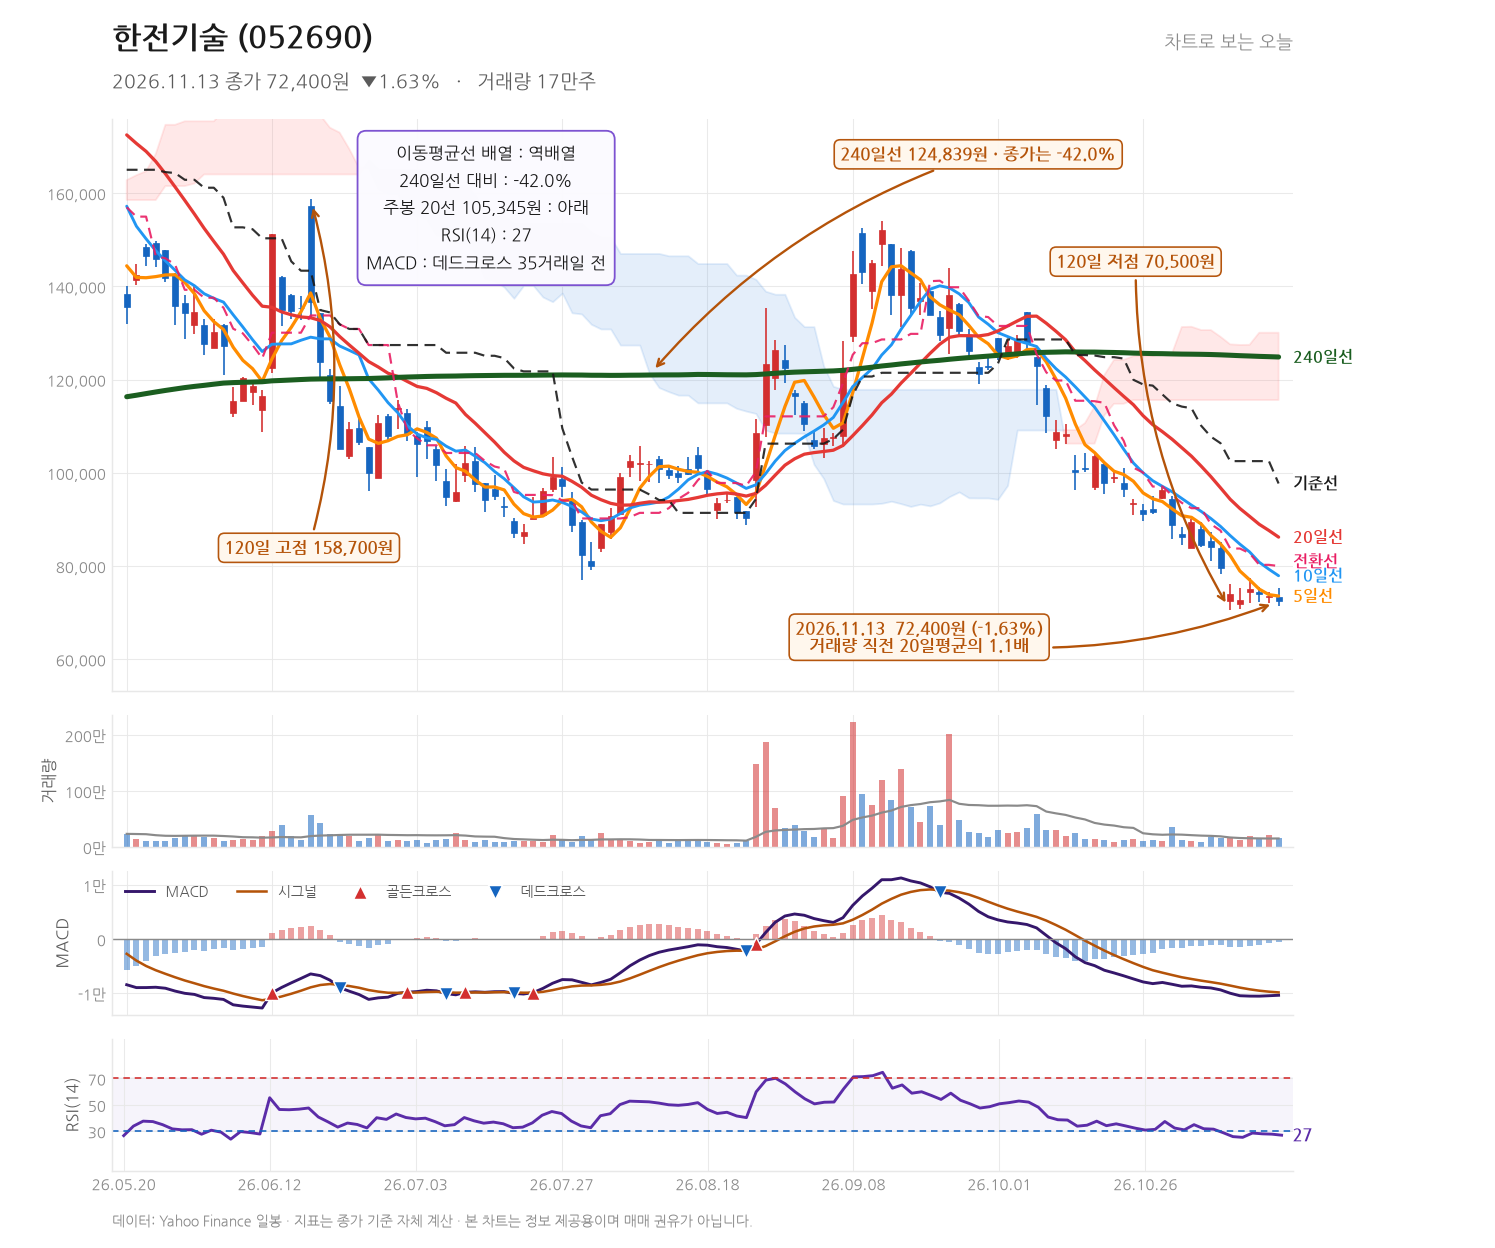 한전기술 (052690)
차트로 보는 오늘
2026.11.13 종가 72,400원 ▼1.63% · 거래량 17만주
이동평균선 배열 : 역배열
240일선 대비 : -42.0%
주봉 20선 105,345원 : 아래
RSI(14) : 27
MACD : 데드크로스 35거래일 전
240일선 124,839원 · 종가는 -42.0%
120일 저점 70,500원
120일 고점 158,700원
2026.11.13 72,400원 (-1.63%)
거래량 직전 20일평균의 1.1배
160,000
140,000
120,000
100,000
80,000
60,000
240일선
기준선
20일선
전환선
10일선
5일선
거래량
200만
100만
0만
MACD
1만
0
-1만
MACD 시그널 골든크로스 데드크로스
RSI(14)
70
50
30
27
26.05.20 26.06.12 26.07.03 26.07.27 26.08.18 26.09.08 26.10.01 26.10.26
데이터: Yahoo Finance 일봉 · 지표는 종가 기준 자체 계산 · 본 차트는 정보 제공용이며 매매 권유가 아닙니다.